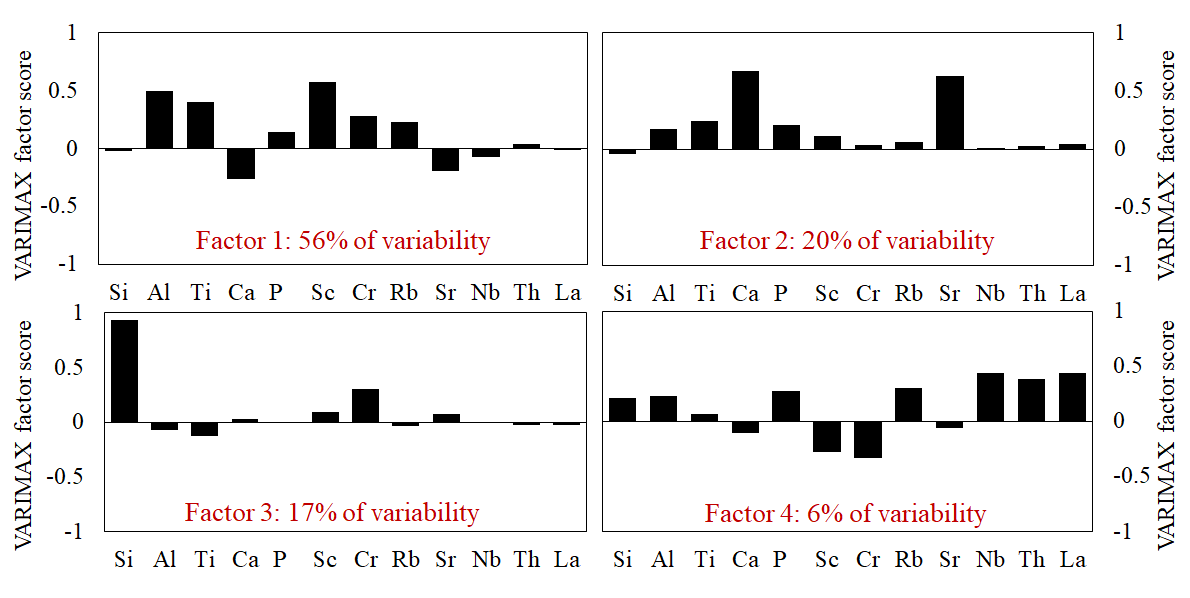 VARIMAX factor score
1
0.5
0
-0.5
-1
Factor 1: 56% of variability
Si Al Ti Ca P Sc Cr Rb Sr Nb Th La
Factor 2: 20% of variability
Si Al Ti Ca P Sc Cr Rb Sr Nb Th La
1
0.5
0
-0.5
-1
VARIMAX factor score
VARIMAX factor score
1
0.5
0
-0.5
-1
Factor 3: 17% of variability
Si Al Ti Ca P Sc Cr Rb Sr Nb Th La
Factor 4: 6% of variability
Si Al Ti Ca P Sc Cr Rb Sr Nb Th La
1
0.5
0
-0.5
-1
VARIMAX factor score